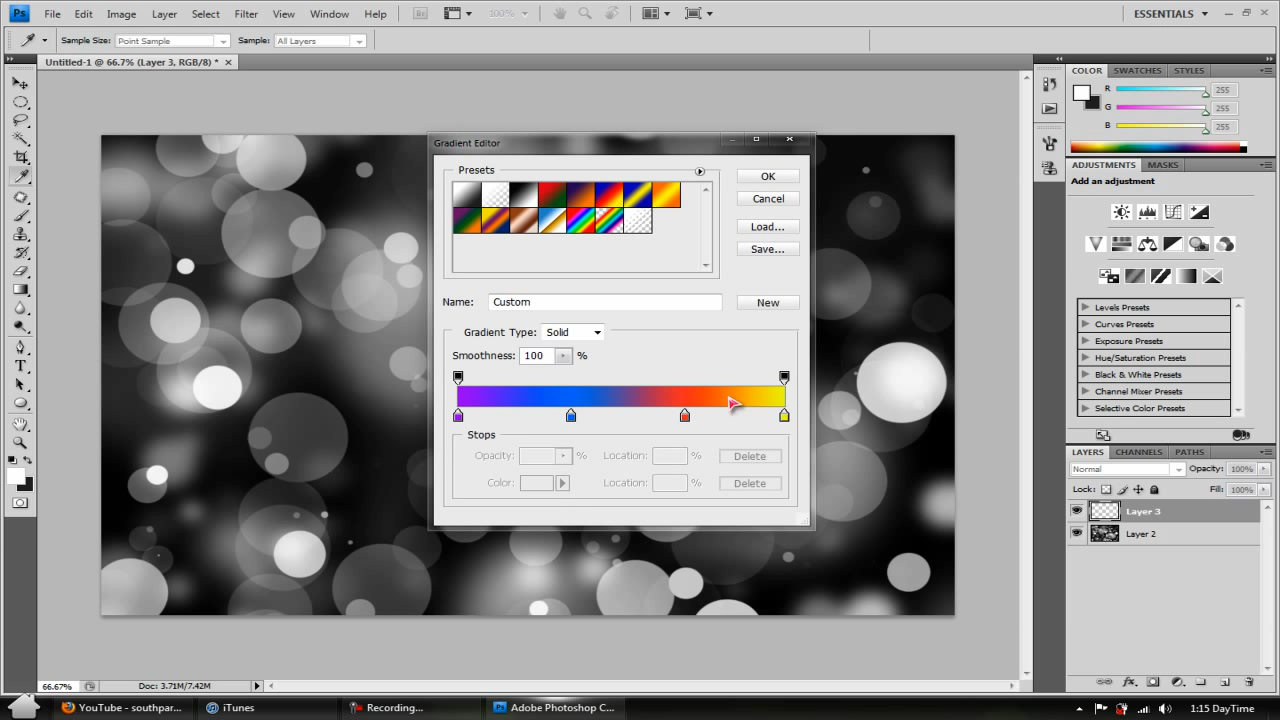 Ps File Edit Image Layer Select Filter Analysis View Window Help Br 100% ESSENTIALS
Sample Size: Point Sample Sample: All Layers
Untitled-1 @ 66.7% (Layer 3, RGB/8) *
Gradient Editor
Presets
OK
Cancel
Load...
Save...
Name: Custom New
Gradient Type: Solid
Smoothness: 100 %
Stops
Opacity: % Location: % Delete
Color: Location: % Delete
COLOR SWATCHES STYLES
R 255
G 255
B 255
ADJUSTMENTS MASKS
Add an adjustment
Levels Presets
Curves Presets
Exposure Presets
Hue/Saturation Presets
Black & White Presets
Channel Mixer Presets
Selective Color Presets
LAYERS CHANNELS PATHS
Normal Opacity: 100%
Lock: Fill: 100%
Layer 3
Layer 2
66.67% Doc: 3.71M/7.42M
YouTube - southpar... iTunes Recording... Ps Adobe Photoshop C... 1:15 DayTime